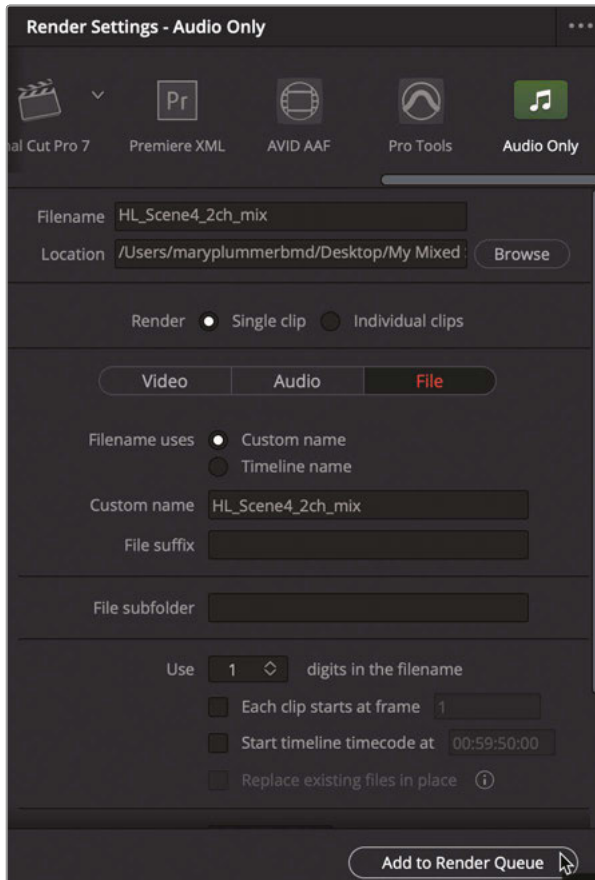 Render Settings - Audio Only
nal Cut Pro 7
Pr
Premiere XML
AVID AAF
Pro Tools
Audio Only
Filename HL_Scene4_2ch_mix
Location /Users/maryplummerbmd/Desktop/My Mixed Browse
Render Single clip Individual clips
Video Audio File
Filename uses Custom name
Timeline name
Custom name HL_Scene4_2ch_mix
File suffix
File subfolder
Use 1 digits in the filename
Each clip starts at frame 1
Start timeline timecode at 00:59:50:00
Replace existing files in place
Add to Render Queue